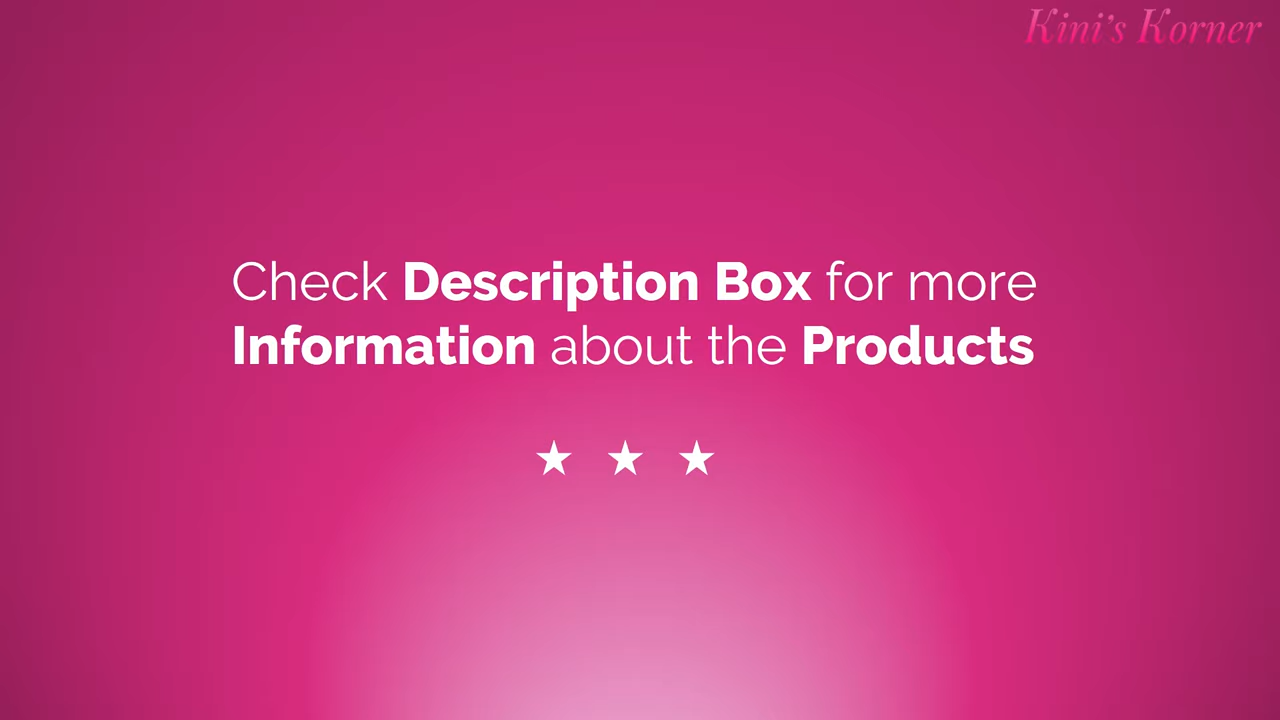 Kini's Korner
Check Description Box for more
Information about the Products